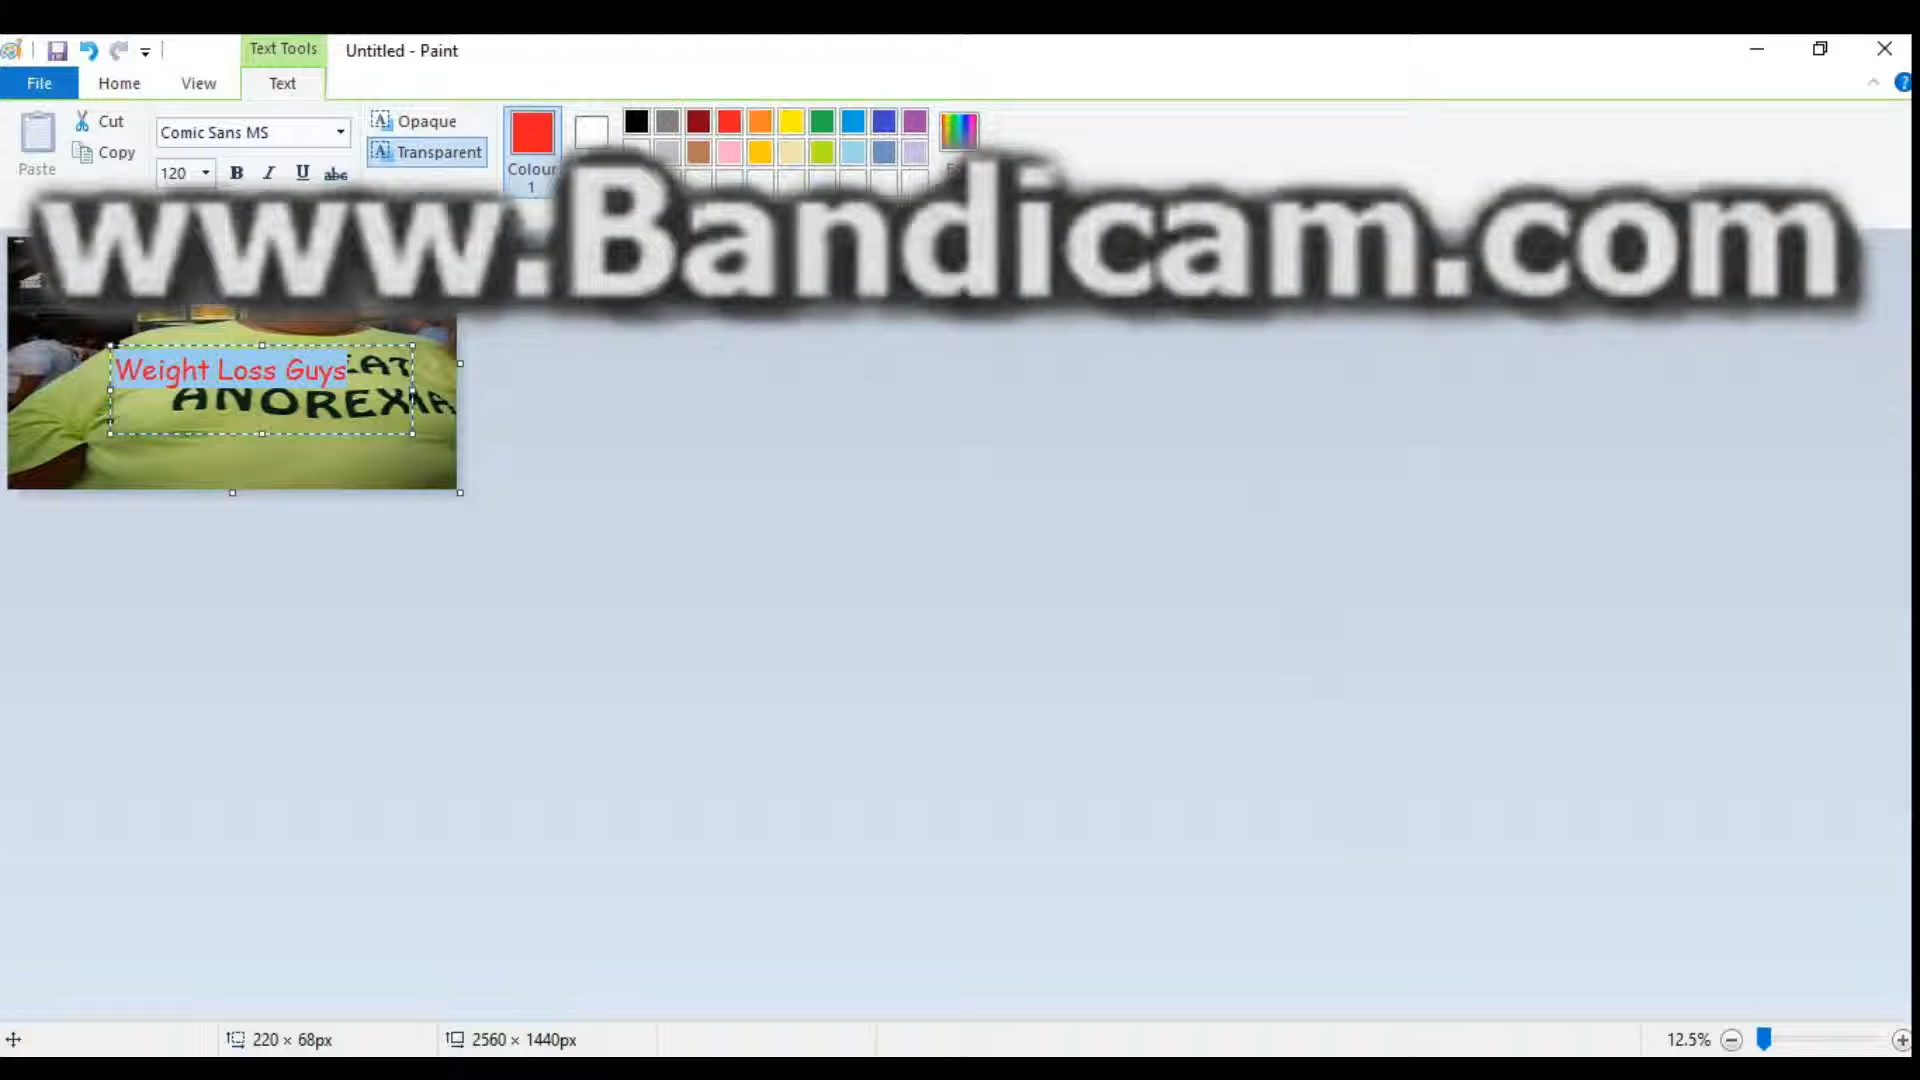 Text Tools
Untitled - Paint
File
Home
View
Text
Paste
Cut
Copy
Comic Sans MS
120
B
I
U
abc
Opaque
Transparent
Colour
1
www.Bandicam.com
Weight Loss Guys
ANOREXIA
220 × 68px
2560 × 1440px
12.5%